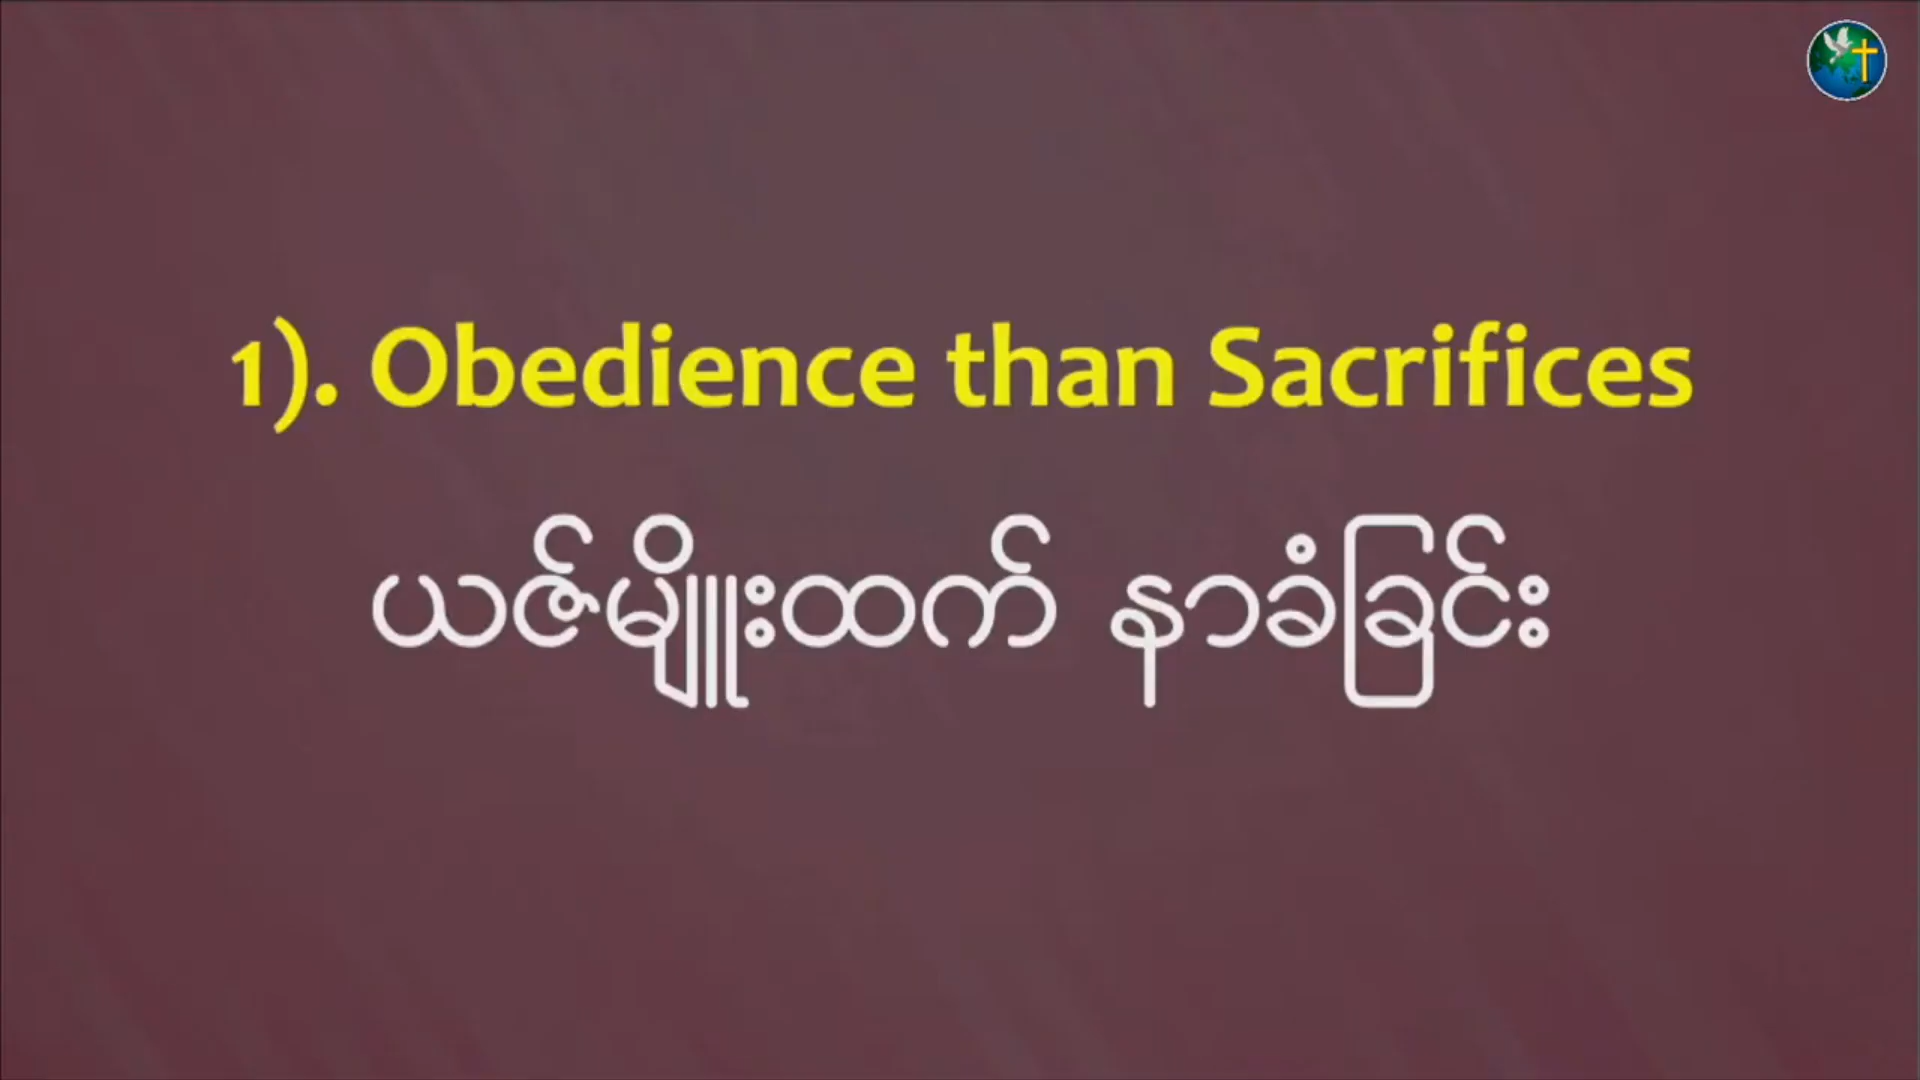 1). Obedience than Sacrifices
ယဇ်မျိုူးထက် နာခံခြင်း